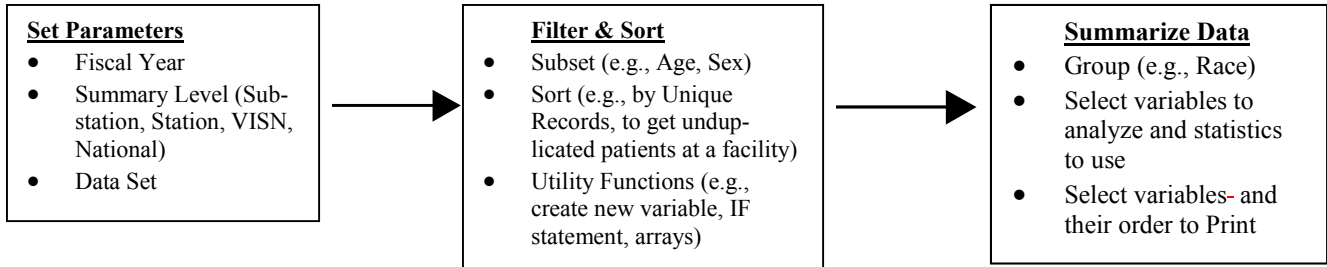 Set Parameters
• Fiscal Year
• Summary Level (Sub-
station, Station, VISN,
National)
• Data Set
Filter & Sort
• Subset (e.g., Age, Sex)
• Sort (e.g., by Unique
Records, to get undup-
licated patients at a facility)
• Utility Functions (e.g.,
create new variable, IF
statement, arrays)
Summarize Data
• Group (e.g., Race)
• Select variables to
analyze and statistics
to use
• Select variables- and
their order to Print